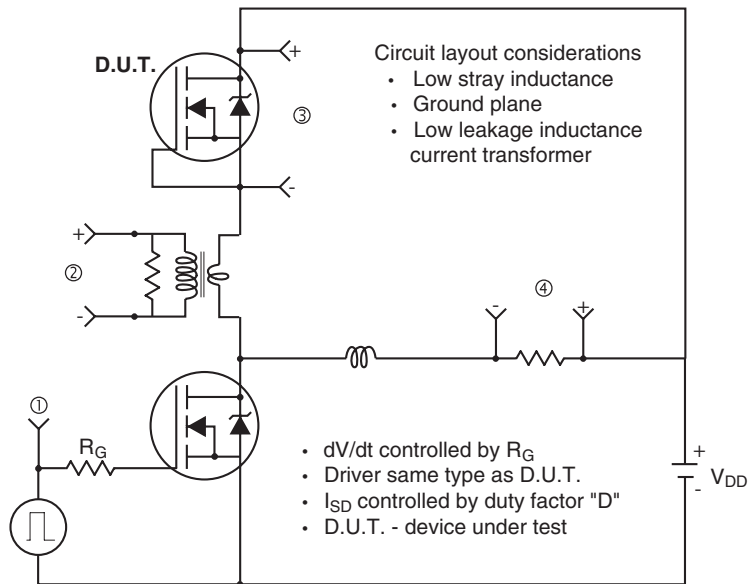 D.U.T.
+
③
-
Circuit layout considerations
• Low stray inductance
• Ground plane
• Low leakage inductance
current transformer
+
②
-
④
-
+
①
R_G
+
V_DD
-
• dV/dt controlled by R_G
• Driver same type as D.U.T.
• I_SD controlled by duty factor "D"
• D.U.T. - device under test